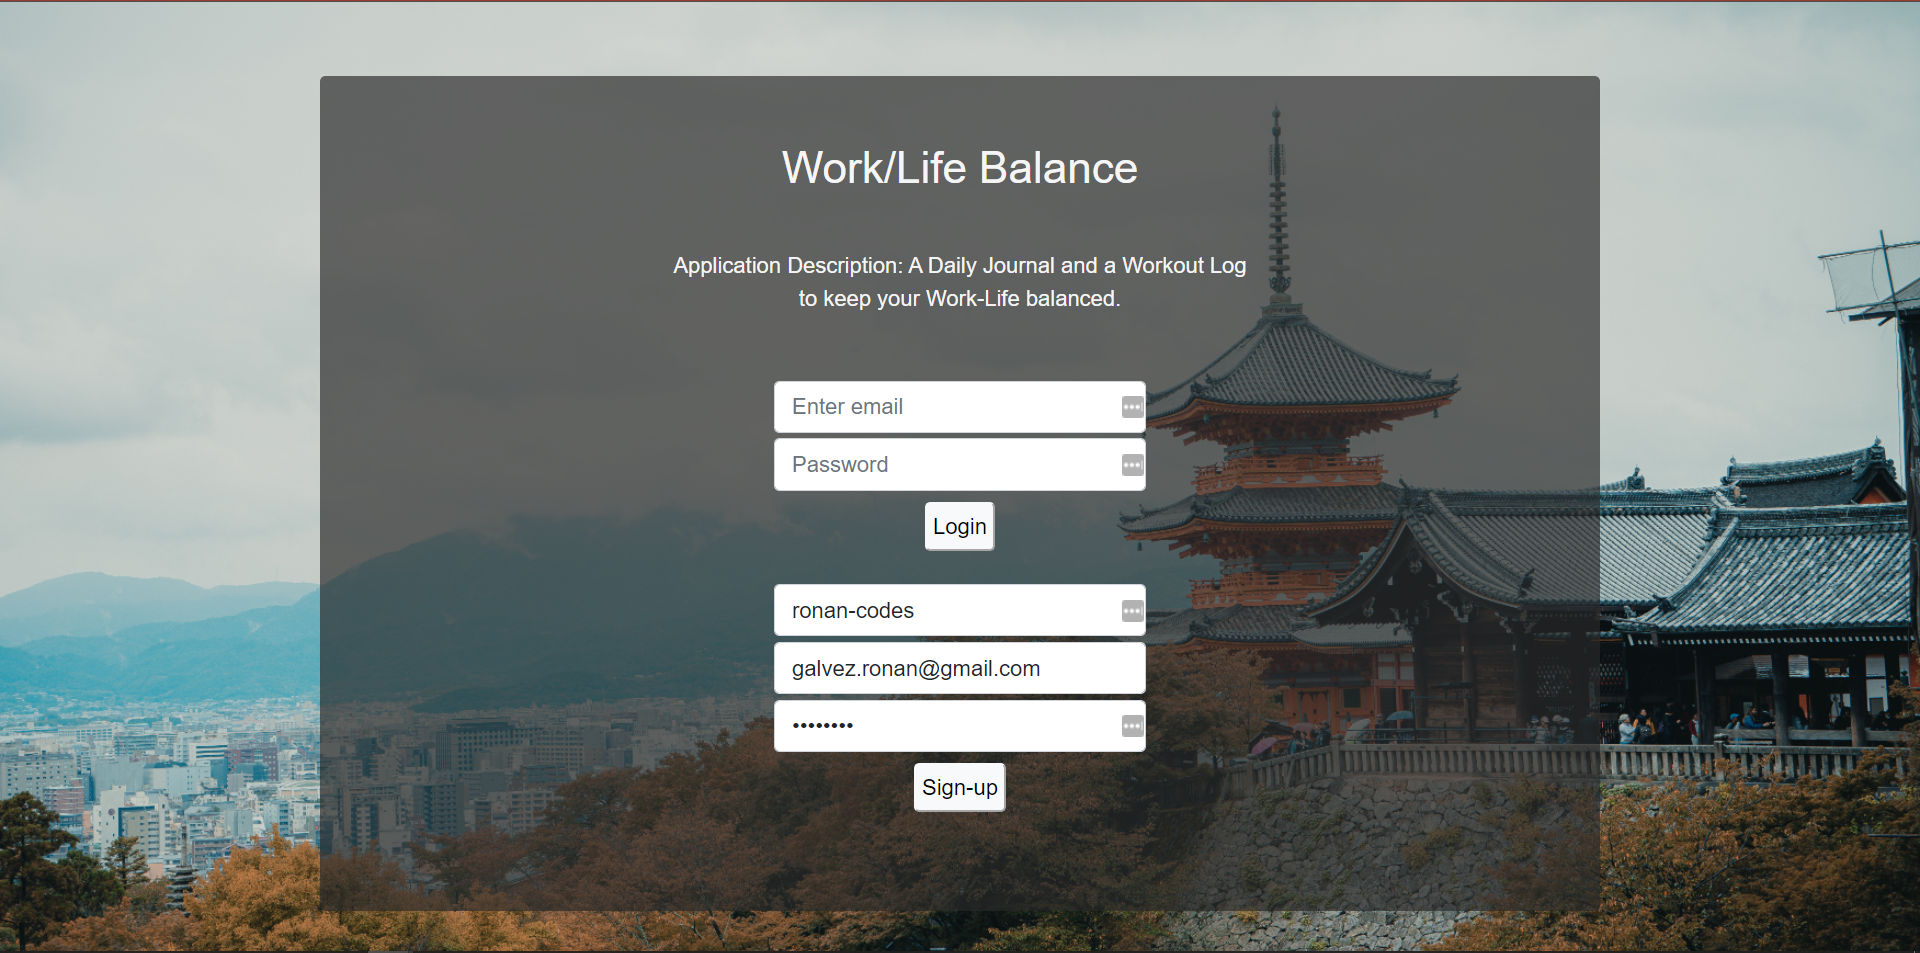 Work/Life Balance
Application Description: A Daily Journal and a Workout Log
to keep your Work-Life balanced.
Enter email
Password
Login
ronan-codes
galvez.ronan@gmail.com
••••••••
Sign-up